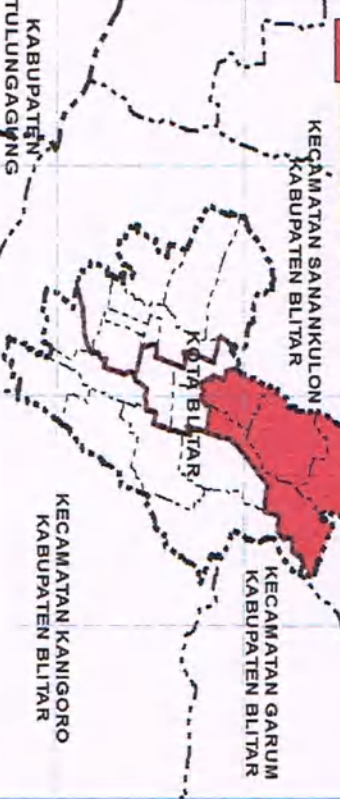 KABUPATEN
TULUNGAGUNG
KECAMATAN SANANKULON
KABUPATEN BLITAR
KOTA BLITAR
KECAMATAN GARUM
KABUPATEN BLITAR
KECAMATAN KANIGORO
KABUPATEN BLITAR